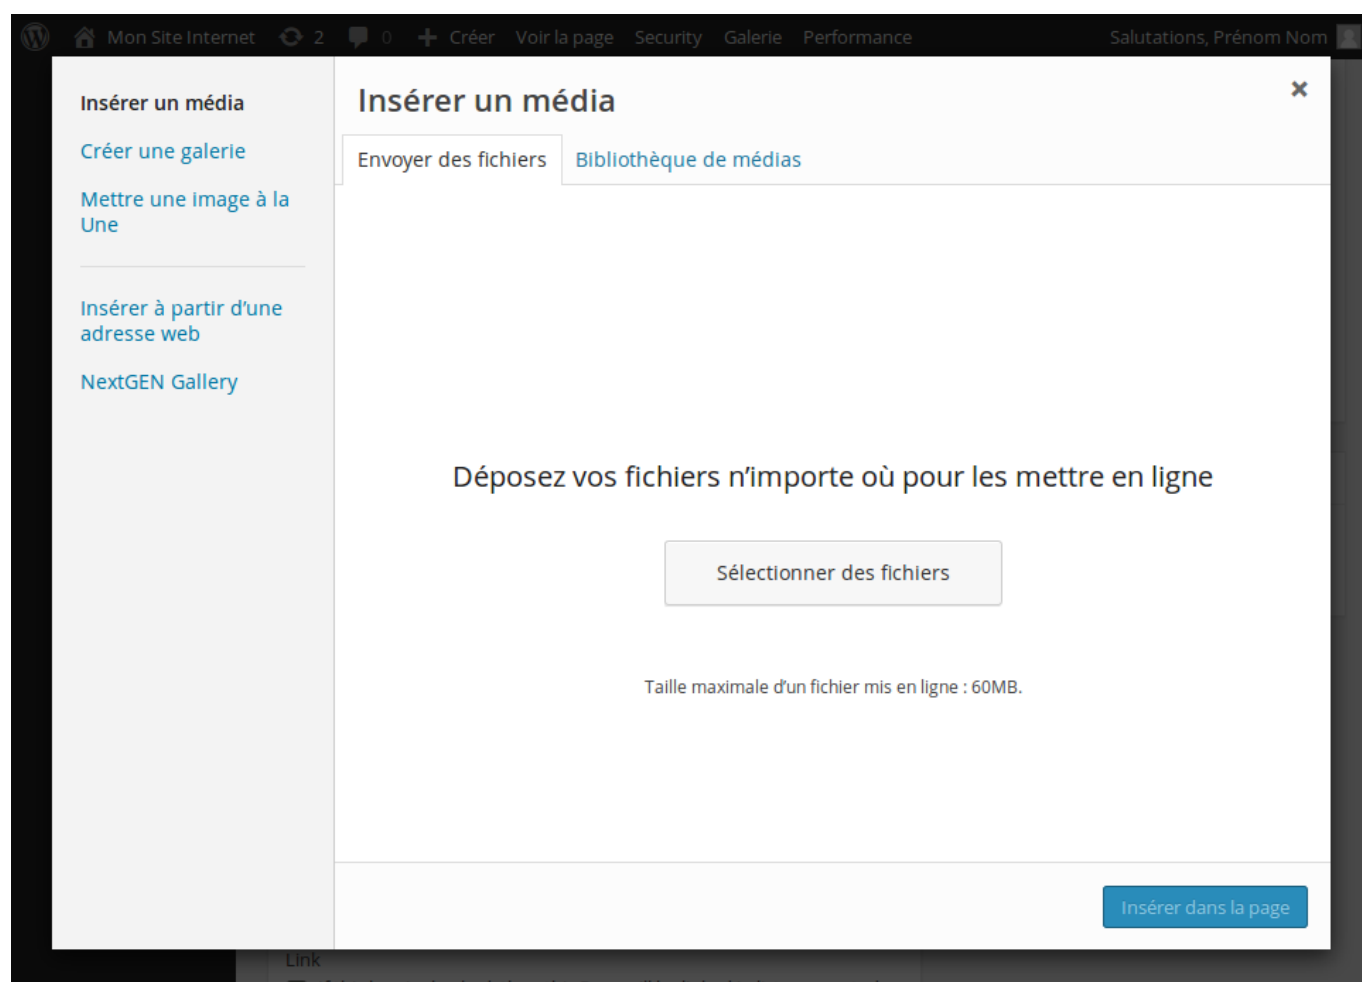 Mon Site Internet 2 0 Créer Voir la page Security Galerie Performance Salutations, Prénom Nom
Insérer un média
Créer une galerie
Mettre une image à la
Une
Insérer à partir d’une
adresse web
NextGEN Gallery
Insérer un média
Envoyer des fichiers Bibliothèque de médias
Déposez vos fichiers n’importe où pour les mettre en ligne
Sélectionner des fichiers
Taille maximale d’un fichier mis en ligne : 60MB.
Insérer dans la page
Link